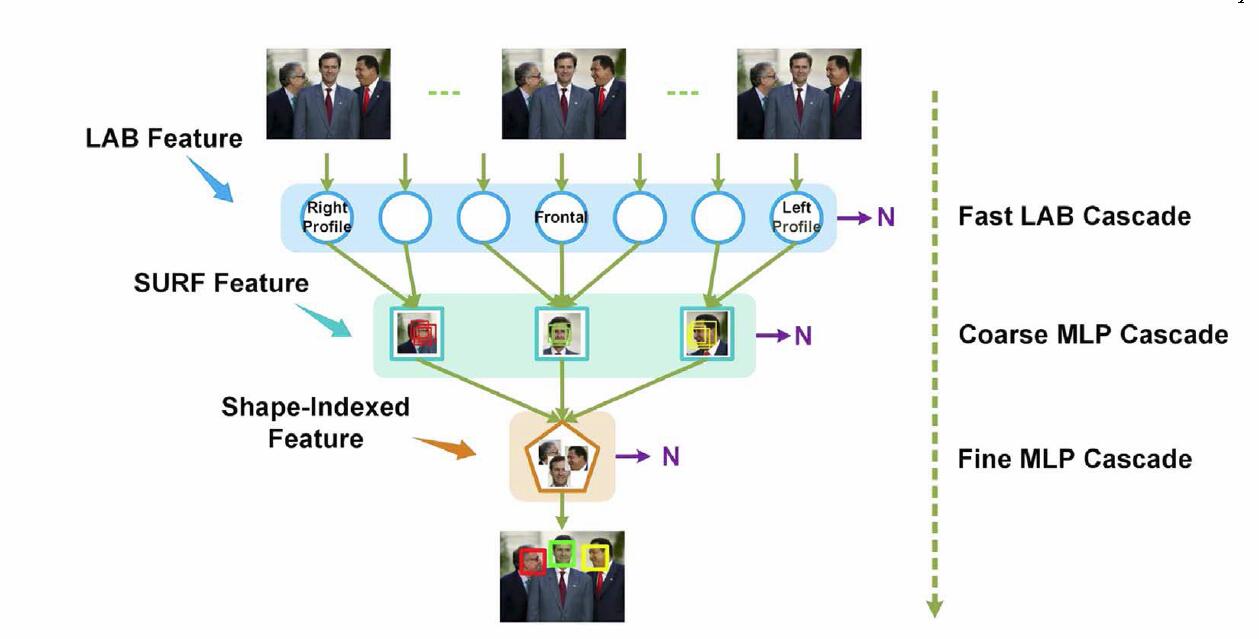 LAB Feature
Right
Profile
Frontal
Left
Profile
N
Fast LAB Cascade
SURF Feature
N
Coarse MLP Cascade
Shape-Indexed
Feature
N
Fine MLP Cascade